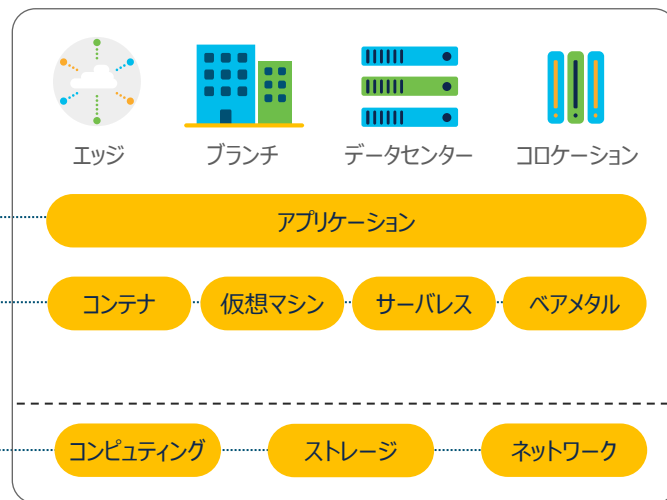 エッジ
ブランチ
データセンター
コロケーション
アプリケーション
コンテナ
仮想マシン
サーバレス
ベアメタル
コンピュティング
ストレージ
ネットワーク